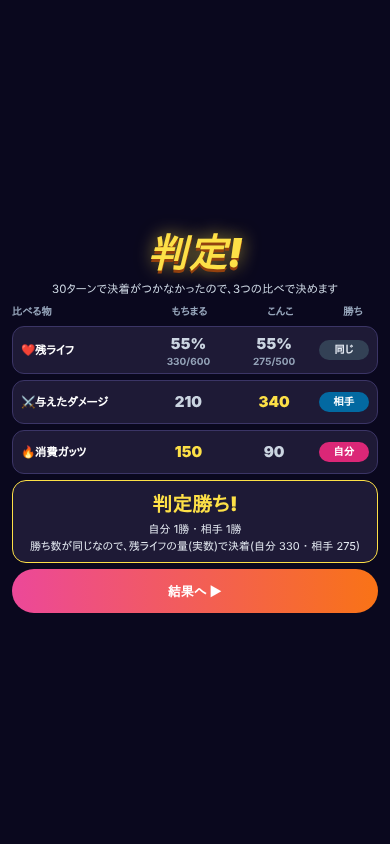 判定!
30ターンで決着がつかなかったので、3つの比べで決めます
比べる物 もちまる こんこ 勝ち
❤️残ライフ 55% 55% 同じ
330/600 275/500
⚔️与えたダメージ 210 340 相手
🔥消費ガッツ 150 90 自分
判定勝ち!
自分 1勝・相手 1勝
勝ち数が同じなので、残ライフの量(実数)で決着(自分 330・相手 275)
結果へ ▶